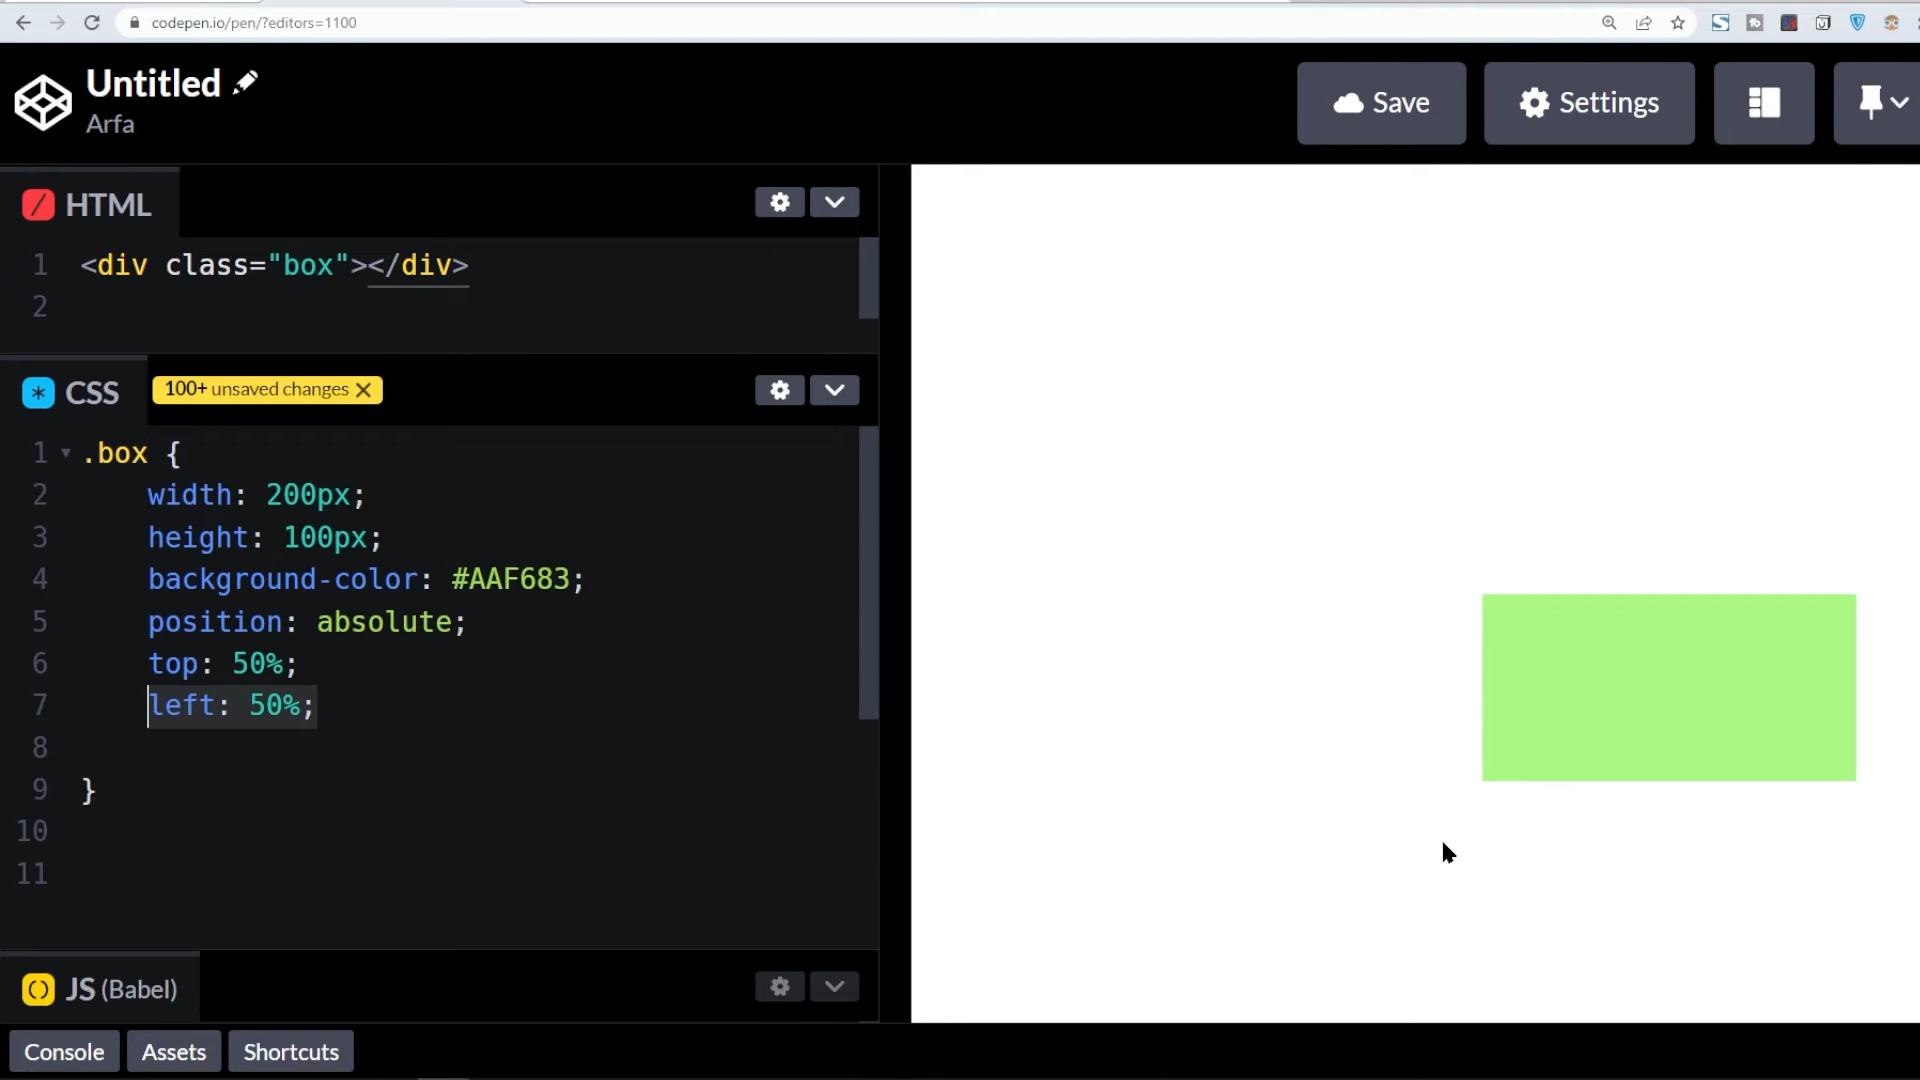 codepen.io/pen/?editors=1100
Untitled
Arfa
Save
Settings
HTML
1 <div class="box"></div>
2
CSS
100+ unsaved changes
1 .box {
2 width: 200px;
3 height: 100px;
4 background-color: #AAF683;
5 position: absolute;
6 top: 50%;
7 left: 50%;
8
9 }
10
11
JS (Babel)
Console Assets Shortcuts